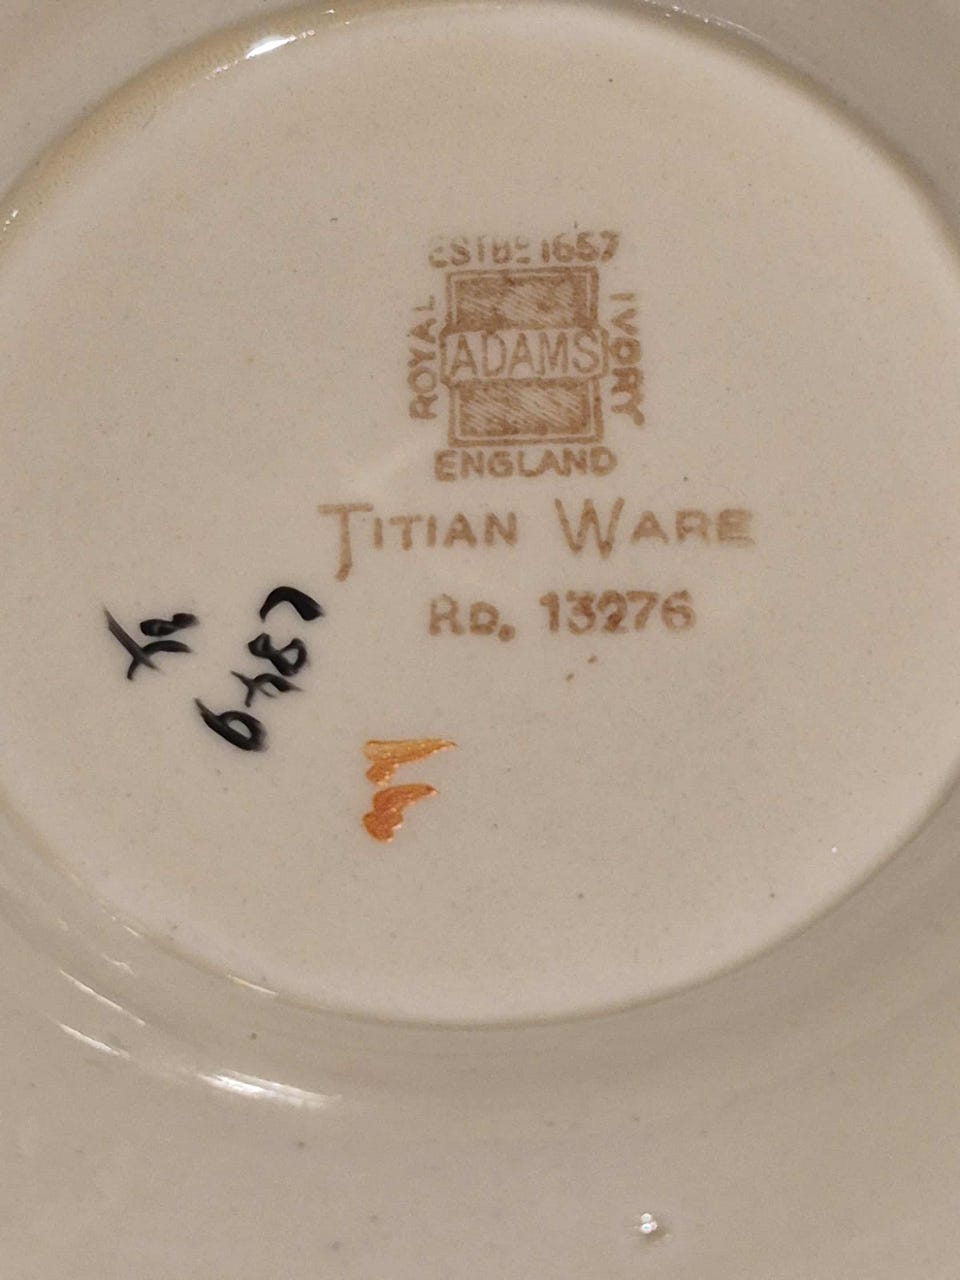 ESTBD 1657
ROYAL
ADAMS
IVORY
ENGLAND
TITIAN WARE
RD. 13276